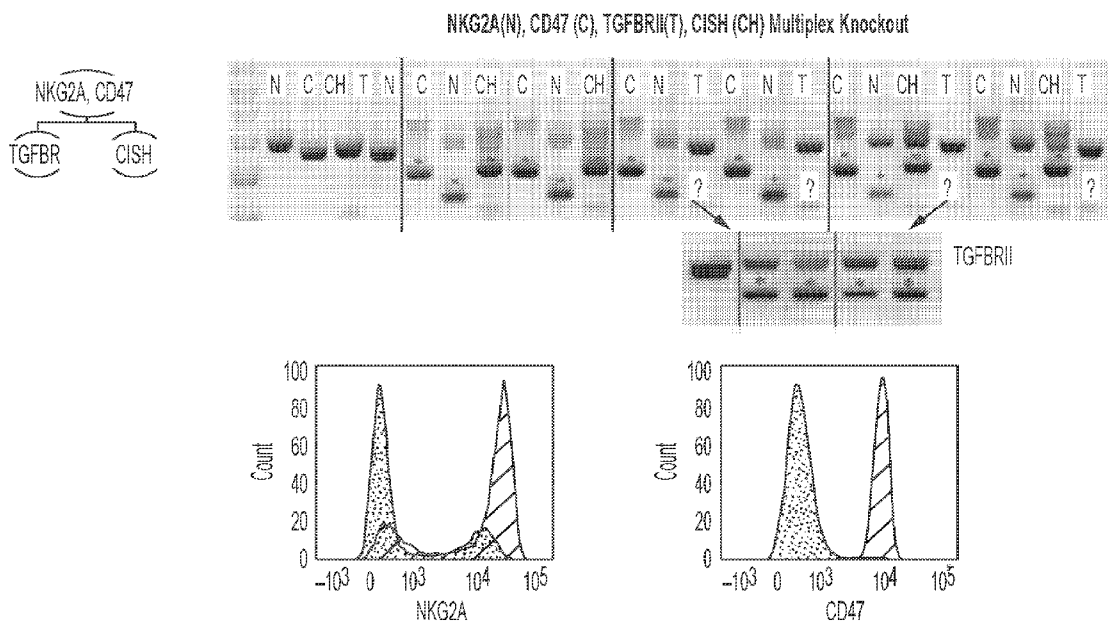 NKG2A(N), CD47 (C), TGFBRII(T), CISH (CH) Multiplex Knockout
NKG2A, CD47
TGFBR CISH
N C CH T N C N CH C N CH C N T C N T C N CH T C N CH T
? ? ? ?
TGFBRII
100
80
60
40
20
0
Count
–10³ 0 10³ 10⁴ 10⁵
NKG2A
100
80
60
40
20
0
Count
–10³ 0 10³ 10⁴ 10⁵
CD47